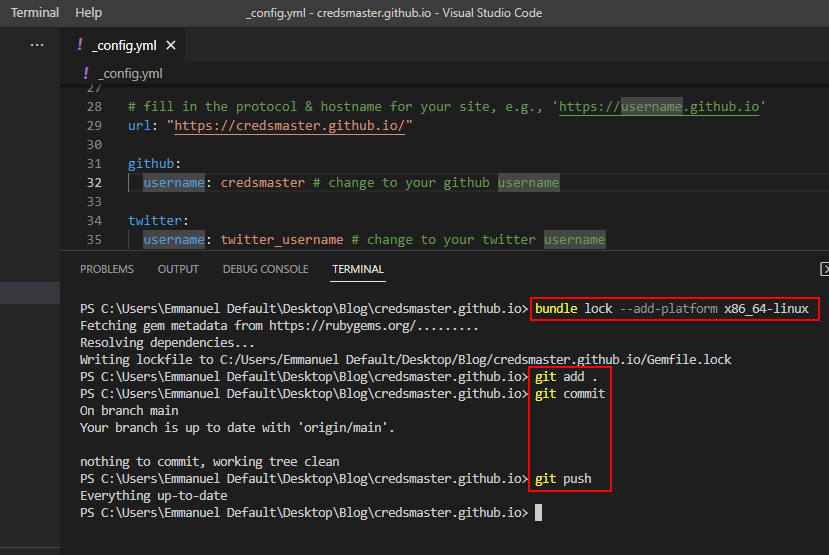 Terminal Help _config.yml - credsmaster.github.io - Visual Studio Code
··· ! _config.yml ×
! _config.yml
27
28 # fill in the protocol & hostname for your site, e.g., 'https://username.github.io'
29 url: "https://credsmaster.github.io/"
30
31 github:
32 username: credsmaster # change to your github username
33
34 twitter:
35 username: twitter_username # change to your twitter username
PROBLEMS OUTPUT DEBUG CONSOLE TERMINAL
PS C:\Users\Emmanuel Default\Desktop\Blog\credsmaster.github.io> bundle lock --add-platform x86_64-linux
Fetching gem metadata from https://rubygems.org/.........
Resolving dependencies...
Writing lockfile to C:/Users/Emmanuel Default/Desktop/Blog/credsmaster.github.io/Gemfile.lock
PS C:\Users\Emmanuel Default\Desktop\Blog\credsmaster.github.io> git add .
PS C:\Users\Emmanuel Default\Desktop\Blog\credsmaster.github.io> git commit
On branch main
Your branch is up to date with 'origin/main'.
nothing to commit, working tree clean
PS C:\Users\Emmanuel Default\Desktop\Blog\credsmaster.github.io> git push
Everything up-to-date
PS C:\Users\Emmanuel Default\Desktop\Blog\credsmaster.github.io>